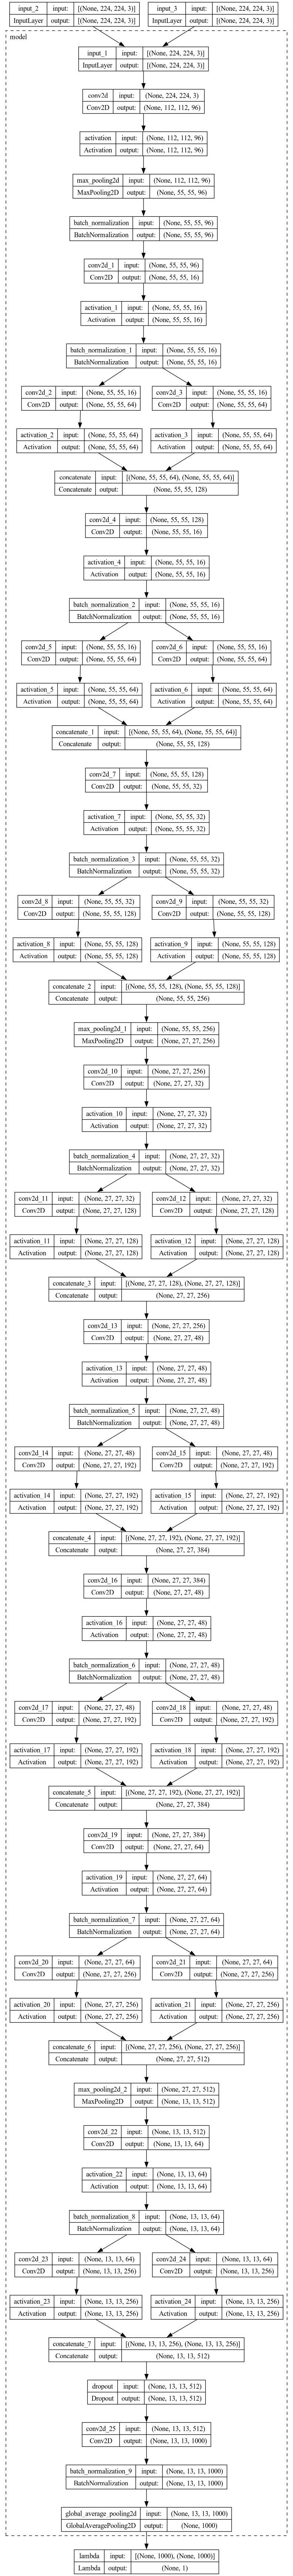 input_2 input: [(None, 224, 224, 3)]
InputLayer output: [(None, 224, 224, 3)]
input_3 input: [(None, 224, 224, 3)]
InputLayer output: [(None, 224, 224, 3)]
model
input_1 input: [(None, 224, 224, 3)]
InputLayer output: [(None, 224, 224, 3)]
conv2d input: (None, 224, 224, 3)
Conv2D output: (None, 112, 112, 96)
activation input: (None, 112, 112, 96)
Activation output: (None, 112, 112, 96)
max_pooling2d input: (None, 112, 112, 96)
MaxPooling2D output: (None, 55, 55, 96)
batch_normalization input: (None, 55, 55, 96)
BatchNormalization output: (None, 55, 55, 96)
conv2d_1 input: (None, 55, 55, 96)
Conv2D output: (None, 55, 55, 16)
activation_1 input: (None, 55, 55, 16)
Activation output: (None, 55, 55, 16)
batch_normalization_1 input: (None, 55, 55, 16)
BatchNormalization output: (None, 55, 55, 16)
conv2d_2 input: (None, 55, 55, 16)
Conv2D output: (None, 55, 55, 64)
conv2d_3 input: (None, 55, 55, 16)
Conv2D output: (None, 55, 55, 64)
activation_2 input: (None, 55, 55, 64)
Activation output: (None, 55, 55, 64)
activation_3 input: (None, 55, 55, 64)
Activation output: (None, 55, 55, 64)
concatenate input: [(None, 55, 55, 64), (None, 55, 55, 64)]
Concatenate output: (None, 55, 55, 128)
conv2d_4 input: (None, 55, 55, 128)
Conv2D output: (None, 55, 55, 16)
activation_4 input: (None, 55, 55, 16)
Activation output: (None, 55, 55, 16)
batch_normalization_2 input: (None, 55, 55, 16)
BatchNormalization output: (None, 55, 55, 16)
conv2d_5 input: (None, 55, 55, 16)
Conv2D output: (None, 55, 55, 64)
conv2d_6 input: (None, 55, 55, 16)
Conv2D output: (None, 55, 55, 64)
activation_5 input: (None, 55, 55, 64)
Activation output: (None, 55, 55, 64)
activation_6 input: (None, 55, 55, 64)
Activation output: (None, 55, 55, 64)
concatenate_1 input: [(None, 55, 55, 64), (None, 55, 55, 64)]
Concatenate output: (None, 55, 55, 128)
conv2d_7 input: (None, 55, 55, 128)
Conv2D output: (None, 55, 55, 32)
activation_7 input: (None, 55, 55, 32)
Activation output: (None, 55, 55, 32)
batch_normalization_3 input: (None, 55, 55, 32)
BatchNormalization output: (None, 55, 55, 32)
conv2d_8 input: (None, 55, 55, 32)
Conv2D output: (None, 55, 55, 128)
conv2d_9 input: (None, 55, 55, 32)
Conv2D output: (None, 55, 55, 128)
activation_8 input: (None, 55, 55, 128)
Activation output: (None, 55, 55, 128)
activation_9 input: (None, 55, 55, 128)
Activation output: (None, 55, 55, 128)
concatenate_2 input: [(None, 55, 55, 128), (None, 55, 55, 128)]
Concatenate output: (None, 55, 55, 256)
max_pooling2d_1 input: (None, 55, 55, 256)
MaxPooling2D output: (None, 27, 27, 256)
conv2d_10 input: (None, 27, 27, 256)
Conv2D output: (None, 27, 27, 32)
activation_10 input: (None, 27, 27, 32)
Activation output: (None, 27, 27, 32)
batch_normalization_4 input: (None, 27, 27, 32)
BatchNormalization output: (None, 27, 27, 32)
conv2d_11 input: (None, 27, 27, 32)
Conv2D output: (None, 27, 27, 128)
conv2d_12 input: (None, 27, 27, 32)
Conv2D output: (None, 27, 27, 128)
activation_11 input: (None, 27, 27, 128)
Activation output: (None, 27, 27, 128)
activation_12 input: (None, 27, 27, 128)
Activation output: (None, 27, 27, 128)
concatenate_3 input: [(None, 27, 27, 128), (None, 27, 27, 128)]
Concatenate output: (None, 27, 27, 256)
conv2d_13 input: (None, 27, 27, 256)
Conv2D output: (None, 27, 27, 48)
activation_13 input: (None, 27, 27, 48)
Activation output: (None, 27, 27, 48)
batch_normalization_5 input: (None, 27, 27, 48)
BatchNormalization output: (None, 27, 27, 48)
conv2d_14 input: (None, 27, 27, 48)
Conv2D output: (None, 27, 27, 192)
conv2d_15 input: (None, 27, 27, 48)
Conv2D output: (None, 27, 27, 192)
activation_14 input: (None, 27, 27, 192)
Activation output: (None, 27, 27, 192)
activation_15 input: (None, 27, 27, 192)
Activation output: (None, 27, 27, 192)
concatenate_4 input: [(None, 27, 27, 192), (None, 27, 27, 192)]
Concatenate output: (None, 27, 27, 384)
conv2d_16 input: (None, 27, 27, 384)
Conv2D output: (None, 27, 27, 48)
activation_16 input: (None, 27, 27, 48)
Activation output: (None, 27, 27, 48)
batch_normalization_6 input: (None, 27, 27, 48)
BatchNormalization output: (None, 27, 27, 48)
conv2d_17 input: (None, 27, 27, 48)
Conv2D output: (None, 27, 27, 192)
conv2d_18 input: (None, 27, 27, 48)
Conv2D output: (None, 27, 27, 192)
activation_17 input: (None, 27, 27, 192)
Activation output: (None, 27, 27, 192)
activation_18 input: (None, 27, 27, 192)
Activation output: (None, 27, 27, 192)
concatenate_5 input: [(None, 27, 27, 192), (None, 27, 27, 192)]
Concatenate output: (None, 27, 27, 384)
conv2d_19 input: (None, 27, 27, 384)
Conv2D output: (None, 27, 27, 64)
activation_19 input: (None, 27, 27, 64)
Activation output: (None, 27, 27, 64)
batch_normalization_7 input: (None, 27, 27, 64)
BatchNormalization output: (None, 27, 27, 64)
conv2d_20 input: (None, 27, 27, 64)
Conv2D output: (None, 27, 27, 256)
conv2d_21 input: (None, 27, 27, 64)
Conv2D output: (None, 27, 27, 256)
activation_20 input: (None, 27, 27, 256)
Activation output: (None, 27, 27, 256)
activation_21 input: (None, 27, 27, 256)
Activation output: (None, 27, 27, 256)
concatenate_6 input: [(None, 27, 27, 256), (None, 27, 27, 256)]
Concatenate output: (None, 27, 27, 512)
max_pooling2d_2 input: (None, 27, 27, 512)
MaxPooling2D output: (None, 13, 13, 512)
conv2d_22 input: (None, 13, 13, 512)
Conv2D output: (None, 13, 13, 64)
activation_22 input: (None, 13, 13, 64)
Activation output: (None, 13, 13, 64)
batch_normalization_8 input: (None, 13, 13, 64)
BatchNormalization output: (None, 13, 13, 64)
conv2d_23 input: (None, 13, 13, 64)
Conv2D output: (None, 13, 13, 256)
conv2d_24 input: (None, 13, 13, 64)
Conv2D output: (None, 13, 13, 256)
activation_23 input: (None, 13, 13, 256)
Activation output: (None, 13, 13, 256)
activation_24 input: (None, 13, 13, 256)
Activation output: (None, 13, 13, 256)
concatenate_7 input: [(None, 13, 13, 256), (None, 13, 13, 256)]
Concatenate output: (None, 13, 13, 512)
dropout input: (None, 13, 13, 512)
Dropout output: (None, 13, 13, 512)
conv2d_25 input: (None, 13, 13, 512)
Conv2D output: (None, 13, 13, 1000)
batch_normalization_9 input: (None, 13, 13, 1000)
BatchNormalization output: (None, 13, 13, 1000)
global_average_pooling2d input: (None, 13, 13, 1000)
GlobalAveragePooling2D output: (None, 1000)
lambda input: [(None, 1000), (None, 1000)]
Lambda output: (None, 1)